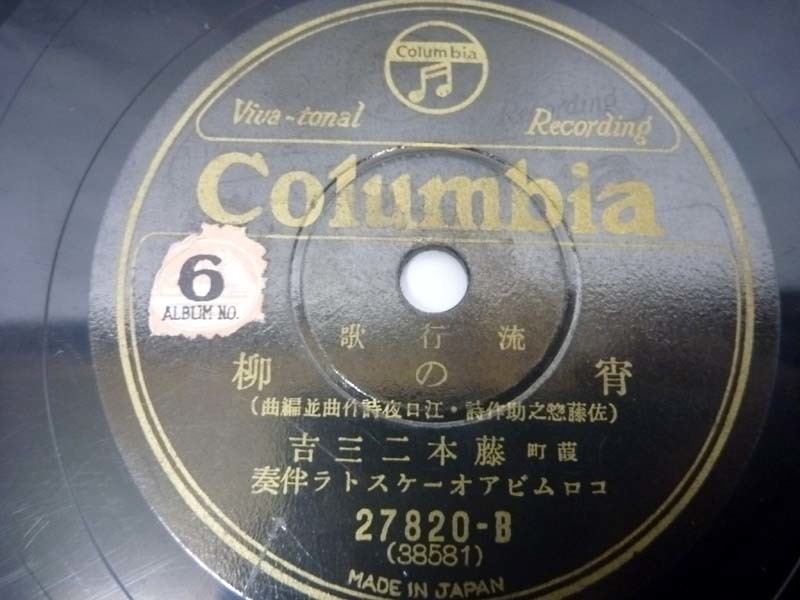 Columbia
Viva-tonal Recording
Columbia
6
ALBUM NO.
流行歌
宵の柳
(佐藤惣之助作詩・江口夜詩作曲並編曲)
葭町 藤本二三吉
コロムビアオーケストラ伴奏
27820-B
(38581)
MADE IN JAPAN